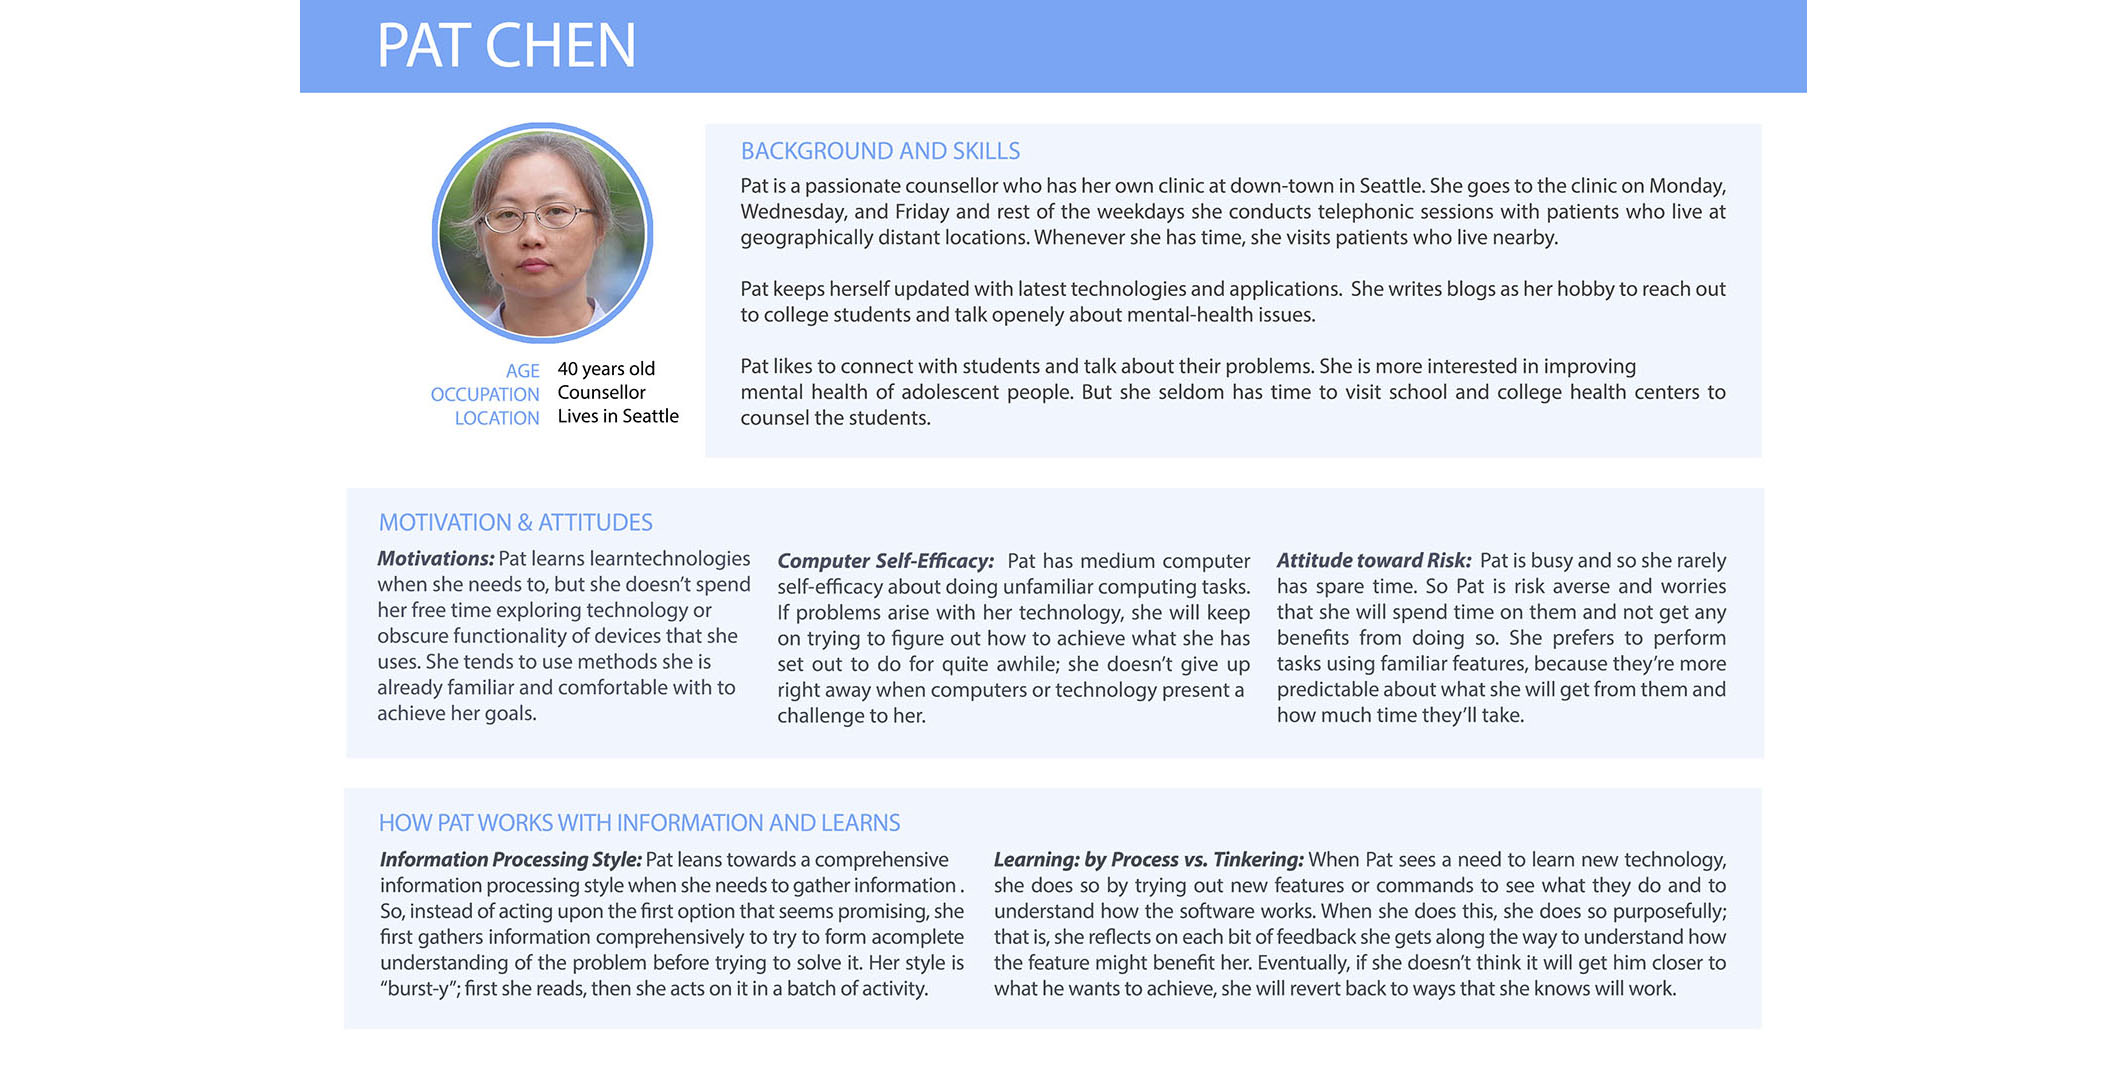 PAT CHEN
BACKGROUND AND SKILLS
Pat is a passionate counsellor who has her own clinic at down-town in Seattle. She goes to the clinic on Monday,
Wednesday, and Friday and rest of the weekdays she conducts telephonic sessions with patients who live at
geographically distant locations. Whenever she has time, she visits patients who live nearby.
Pat keeps herself updated with latest technologies and applications.  She writes blogs as her hobby to reach out
to college students and talk openely about mental-health issues.
Pat likes to connect with students and talk about their problems. She is more interested in improving
mental health of adolescent people. But she seldom has time to visit school and college health centers to
counsel the students.
AGE 40 years old
OCCUPATION Counsellor
LOCATION Lives in Seattle
MOTIVATION & ATTITUDES
Motivations: Pat learns learntechnologies
when she needs to, but she doesn't spend
her free time exploring technology or
obscure functionality of devices that she
uses. She tends to use methods she is
already familiar and comfortable with to
achieve her goals.
Computer Self-Efficacy:  Pat has medium computer
self-efficacy about doing unfamiliar computing tasks.
If problems arise with her technology, she will keep
on trying to figure out how to achieve what she has
set out to do for quite awhile; she doesn't give up
right away when computers or technology present a
challenge to her.
Attitude toward Risk:  Pat is busy and so she rarely
has spare time. So Pat is risk averse and worries
that she will spend time on them and not get any
benefits from doing so. She prefers to perform
tasks using familiar features, because they're more
predictable about what she will get from them and
how much time they'll take.
HOW PAT WORKS WITH INFORMATION AND LEARNS
Information Processing Style: Pat leans towards a comprehensive
information processing style when she needs to gather information .
So, instead of acting upon the first option that seems promising, she
first gathers information comprehensively to try to form acomplete
understanding of the problem before trying to solve it. Her style is
"burst-y"; first she reads, then she acts on it in a batch of activity.
Learning: by Process vs. Tinkering: When Pat sees a need to learn new technology,
she does so by trying out new features or commands to see what they do and to
understand how the software works. When she does this, she does so purposefully;
that is, she reflects on each bit of feedback she gets along the way to understand how
the feature might benefit her. Eventually, if she doesn't think it will get him closer to
what he wants to achieve, she will revert back to ways that she knows will work.